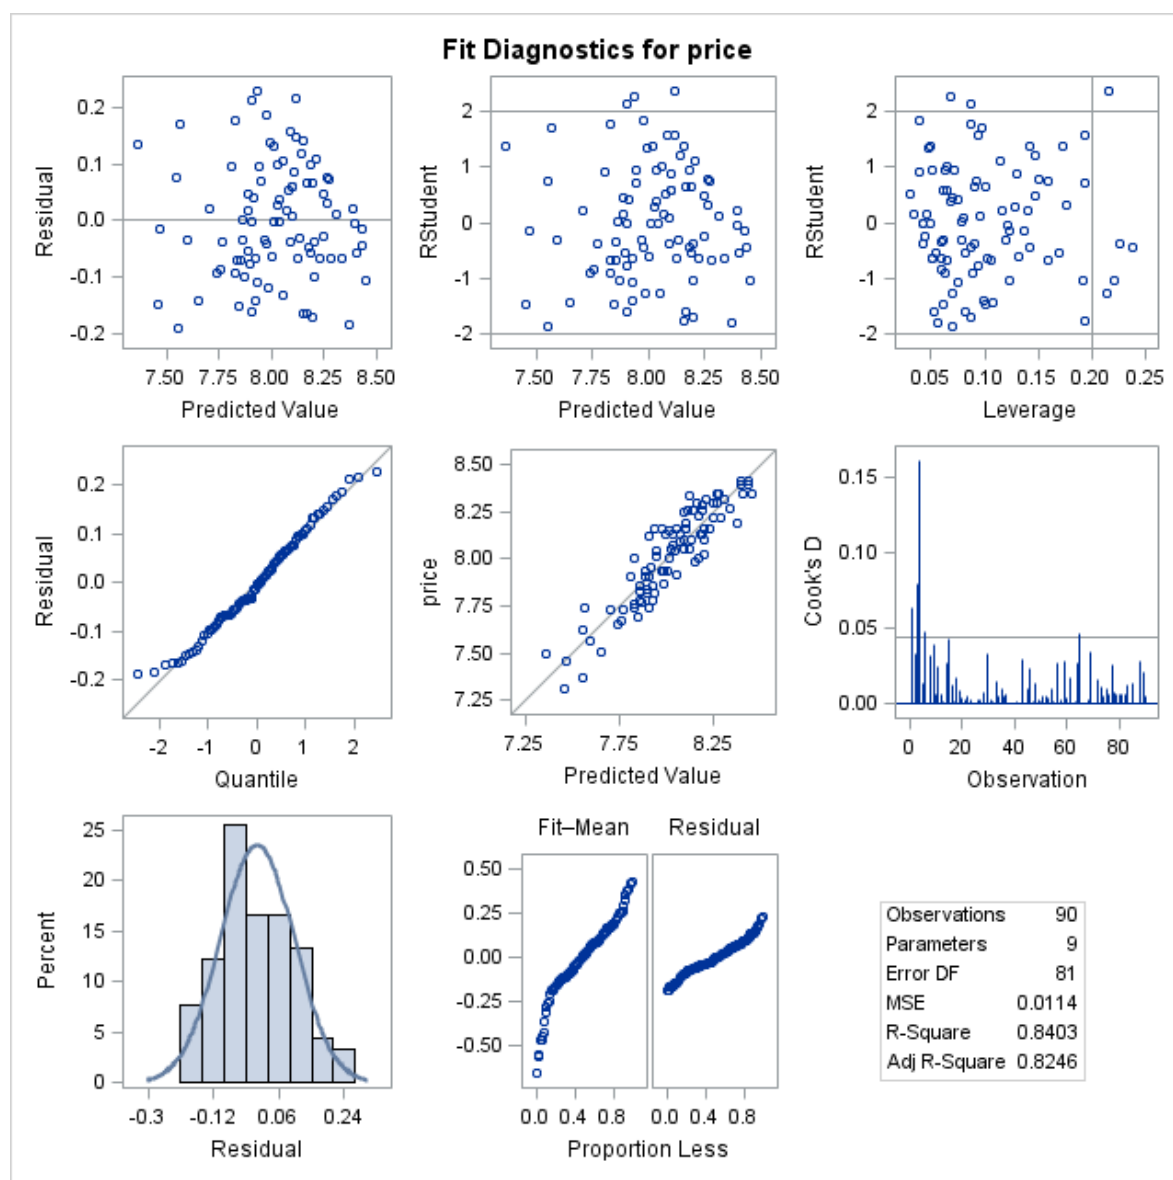 Fit Diagnostics for price
0.2
0.1
0.0
-0.1
-0.2
Residual
7.50 7.75 8.00 8.25 8.50
Predicted Value
2
1
0
-1
-2
RStudent
7.50 7.75 8.00 8.25 8.50
Predicted Value
2
1
0
-1
-2
RStudent
0.05 0.10 0.15 0.20 0.25
Leverage
0.2
0.1
0.0
-0.1
-0.2
Residual
-2 -1 0 1 2
Quantile
8.50
8.25
8.00
7.75
7.50
7.25
price
7.25 7.75 8.25
Predicted Value
0.15
0.10
0.05
0.00
Cook's D
0 20 40 60 80
Observation
25
20
15
10
5
0
Percent
-0.3 -0.12 0.06 0.24
Residual
Fit–Mean Residual
0.50
0.25
0.00
-0.25
-0.50
0.0 0.4 0.8 0.0 0.4 0.8
Proportion Less
Observations 90
Parameters 9
Error DF 81
MSE 0.0114
R-Square 0.8403
Adj R-Square 0.8246